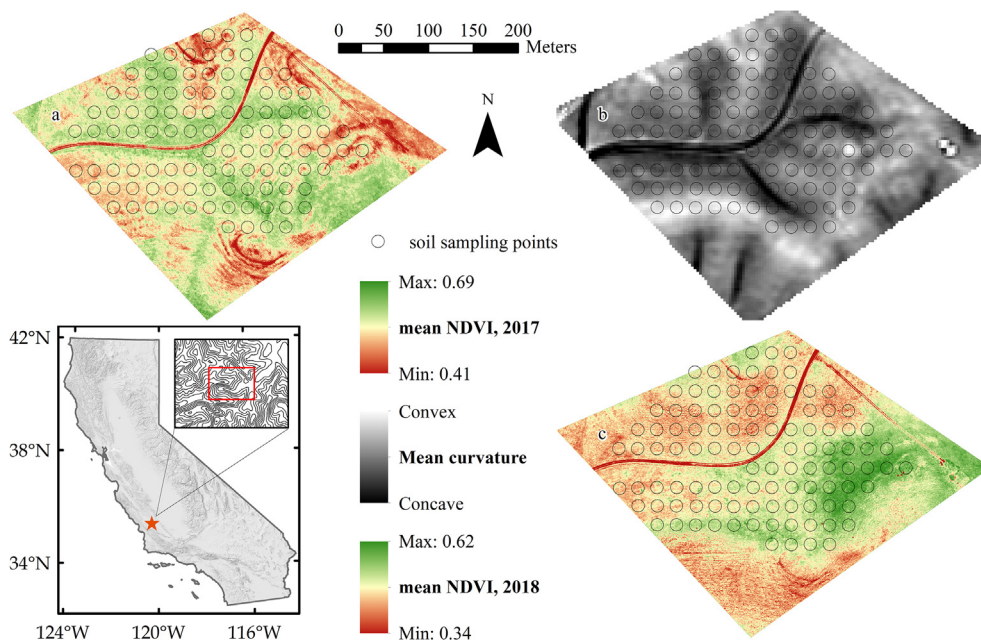 0 50 100 200
Meters
a
b
N
soil sampling points
Max: 0.69
mean NDVI, 2017
Min: 0.41
Convex
Mean curvature
Concave
Max: 0.62
mean NDVI, 2018
Min: 0.34
c
42°N
38°N
34°N
124°W 120°W 116°W